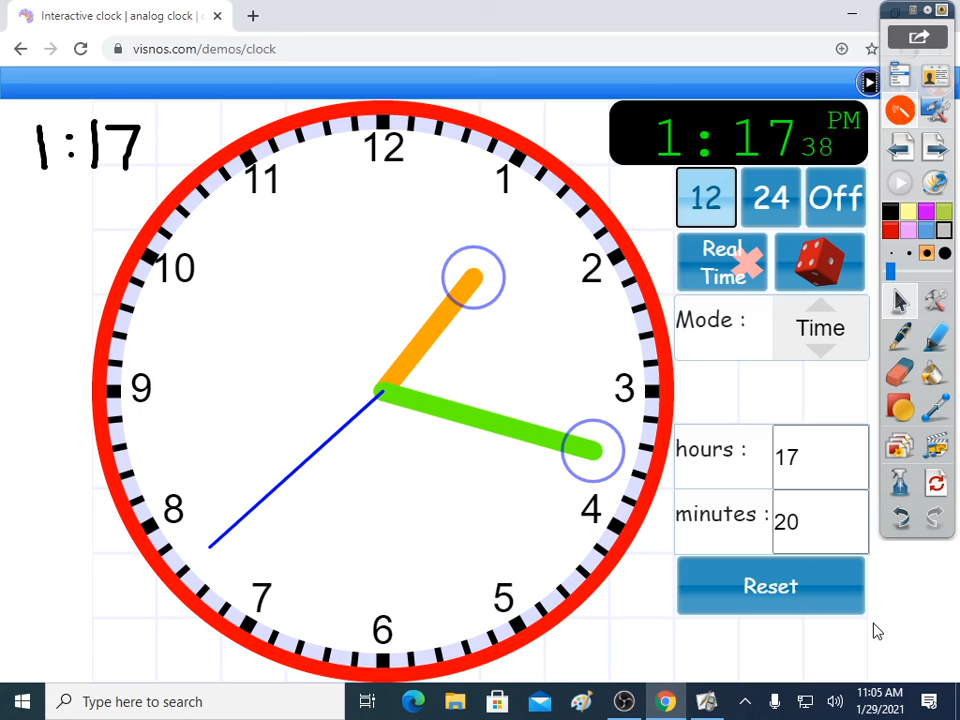 Interactive clock | analog clock |
visnos.com/demos/clock
1:17
1:17 38 PM
12 24 Off
Real Time
Mode : Time
hours : 17
minutes : 20
Reset
12
11 1
10 2
9 3
8 4
7 5
6
Type here to search
11:05 AM
1/29/2021